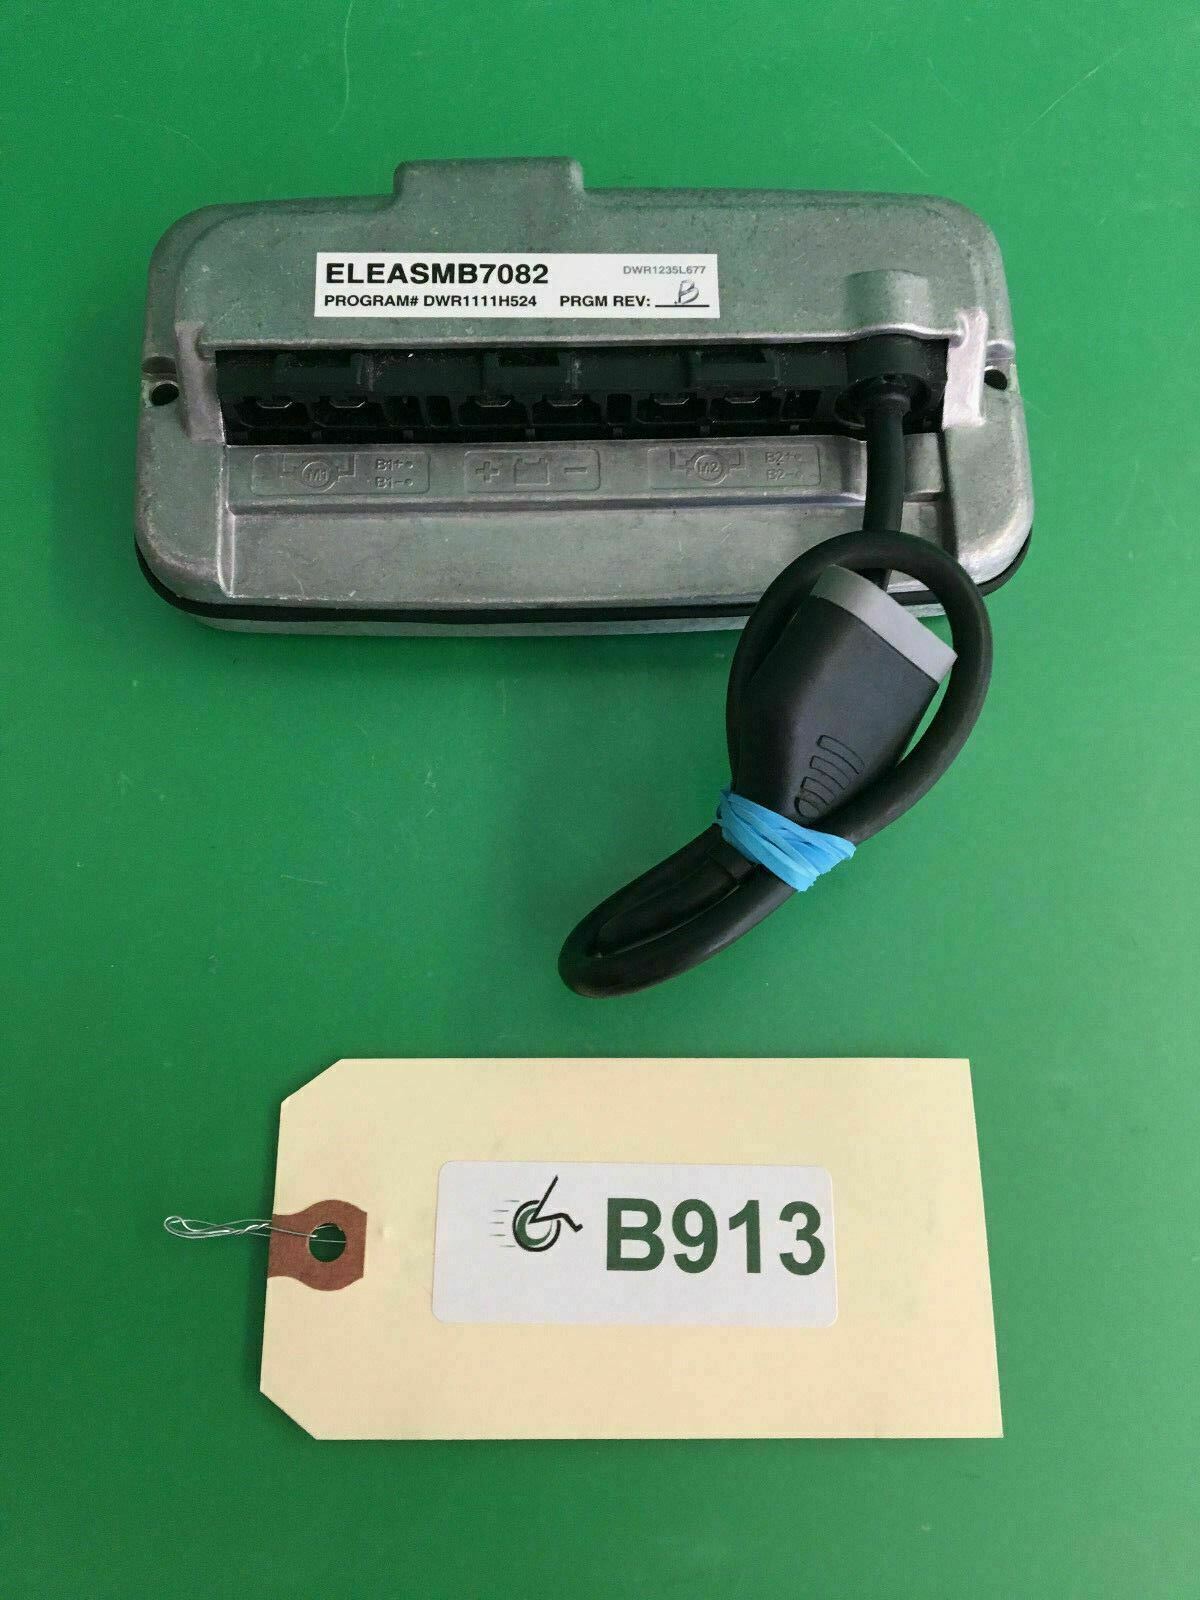 ELEASMB7082 DWR1235L677
PROGRAM# DWR1111H524 PRGM REV: B
M1 B1+
B1-
+ -
M2 B2+
B2-
B913